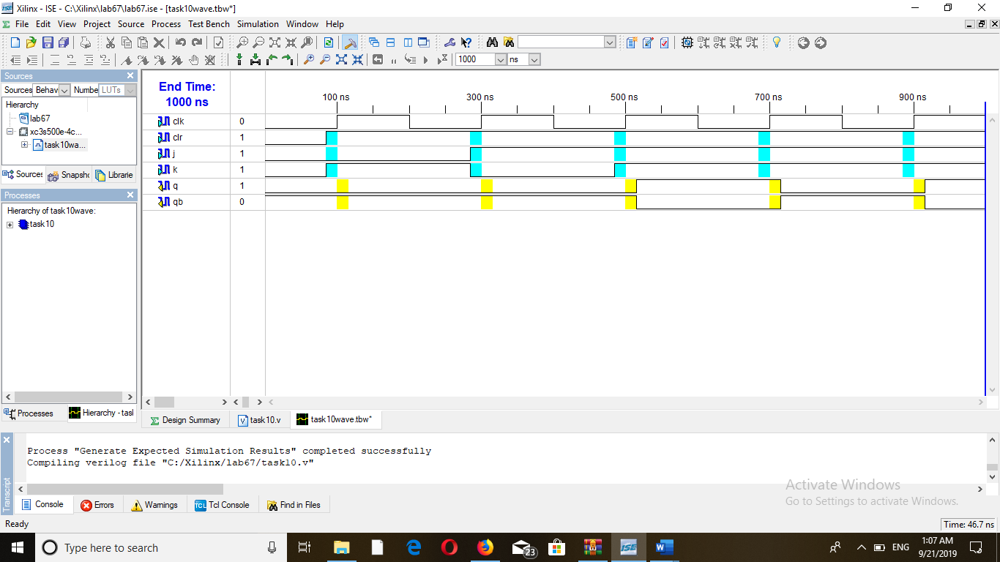 Xilinx - ISE - C:\Xilinx\lab67\lab67.ise - [task10wave.tbw*]
File Edit View Project Source Process Test Bench Simulation Window Help
1000 ns
Sources
Sources Behav Numbe LUTs
Hierarchy
lab67
xc3s500e-4c...
task10wa...
Sources Snapsho Librarie
Processes
Hierarchy of task10wave:
task10
Processes Hierarchy - task
End Time:
1000 ns
100 ns 300 ns 500 ns 700 ns 900 ns
clk 0
clr 1
j 1
k 1
q 1
qb 0
Design Summary task10.v task10wave.tbw*
Process "Generate Expected Simulation Results" completed successfully
Compiling verilog file "C:/Xilinx/lab67/task10.v"
Transcript
Console Errors Warnings Tcl Console Find in Files
Activate Windows
Go to Settings to activate Windows.
Ready
Time: 46.7 ns
Type here to search
23
ISE
ENG
1:07 AM
9/21/2019